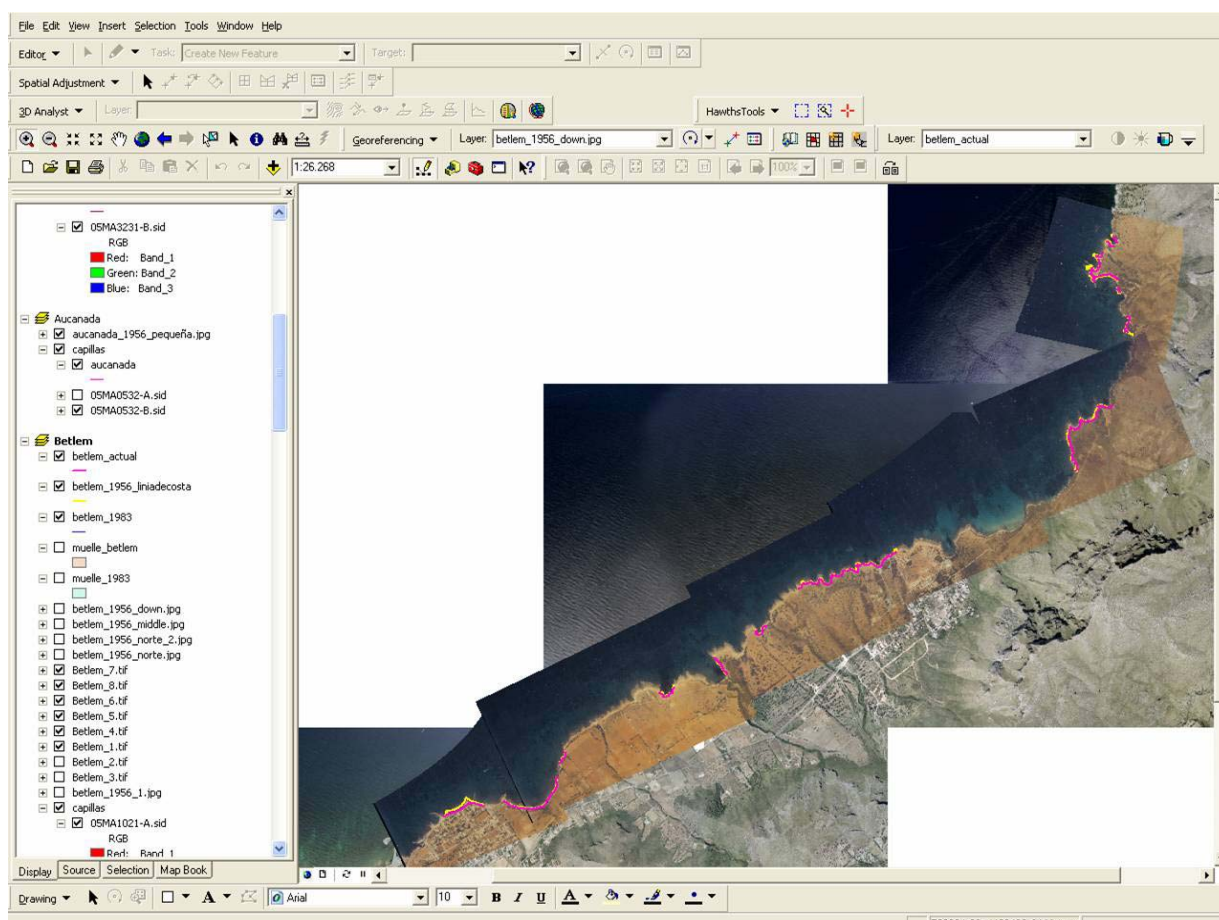 File Edit View Insert Selection Tools Window Help
Editor Task: Create New Feature Target:
Spatial Adjustment
3D Analyst Layer: HawthsTools
Georeferencing Layer: betlem_1956_down.jpg Layer: betlem_actual
1:26.268 100%
05MA3231-B.sid
RGB
Red: Band_1
Green: Band_2
Blue: Band_3
Aucanada
aucanada_1956_pequeña.jpg
capillas
aucanada
05MA0532-A.sid
05MA0532-B.sid
Betlem
betlem_actual
betlem_1956_liniadecosta
betlem_1983
muelle_betlem
muelle_1983
betlem_1956_down.jpg
betlem_1956_middle.jpg
betlem_1956_norte_2.jpg
betlem_1956_norte.jpg
Betlem_7.tif
Betlem_8.tif
Betlem_6.tif
Betlem_5.tif
Betlem_4.tif
Betlem_1.tif
Betlem_2.tif
Betlem_3.tif
betlem_1956_1.jpg
capillas
05MA1021-A.sid
RGB
Red: Band_1
Display Source Selection Map Book
Drawing A Arial 10 B I U A